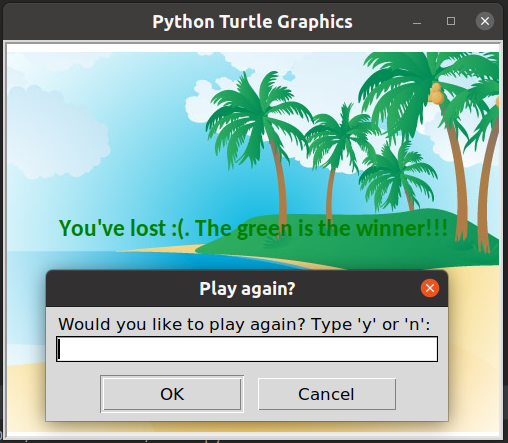 Python Turtle Graphics
You've lost :(. The green is the winner!!!
Play again?
Would you like to play again? Type 'y' or 'n':
OK
Cancel